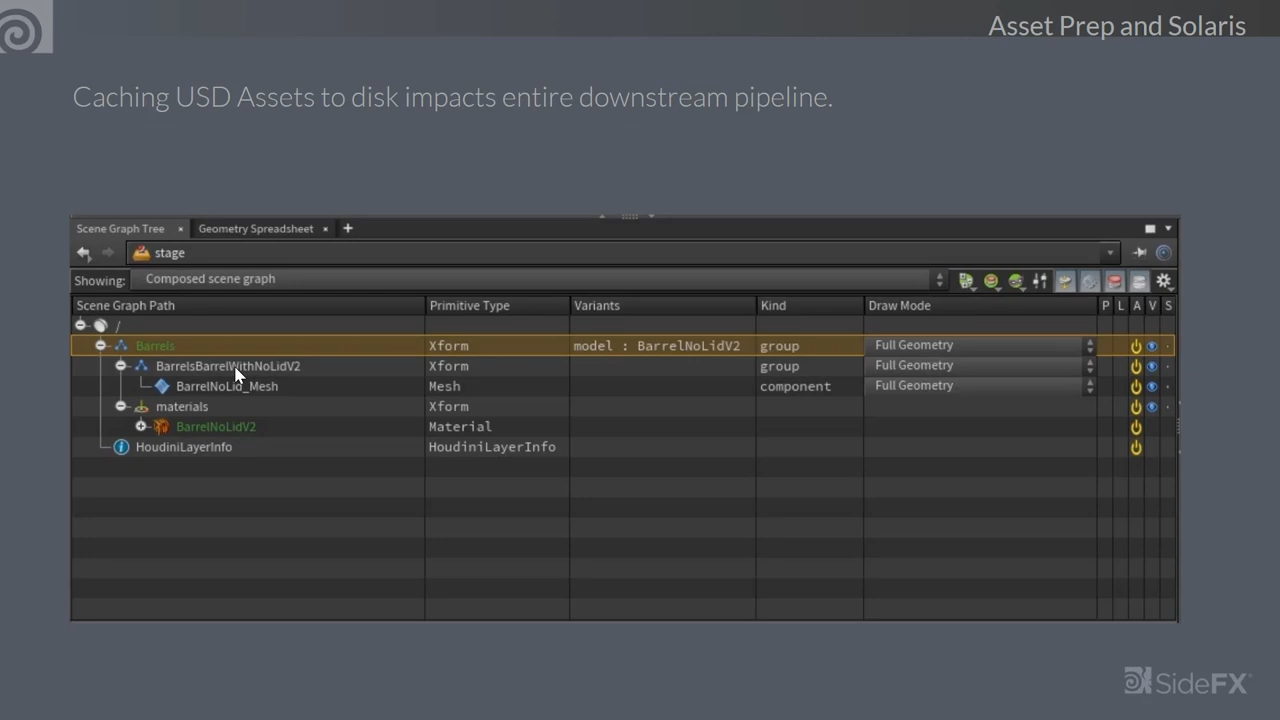 Asset Prep and Solaris
Caching USD Assets to disk impacts entire downstream pipeline.
Scene Graph Tree × Geometry Spreadsheet × +
stage
Showing: Composed scene graph
Scene Graph Path Primitive Type Variants Kind Draw Mode P L A V S
/
Barrels Xform model : BarrelNoLidV2 group Full Geometry
BarrelsBarrelWithNoLidV2 Xform group Full Geometry
BarrelNoLid_Mesh Mesh component Full Geometry
materials Xform
BarrelNoLidV2 Material
HoudiniLayerInfo HoudiniLayerInfo
SideFX